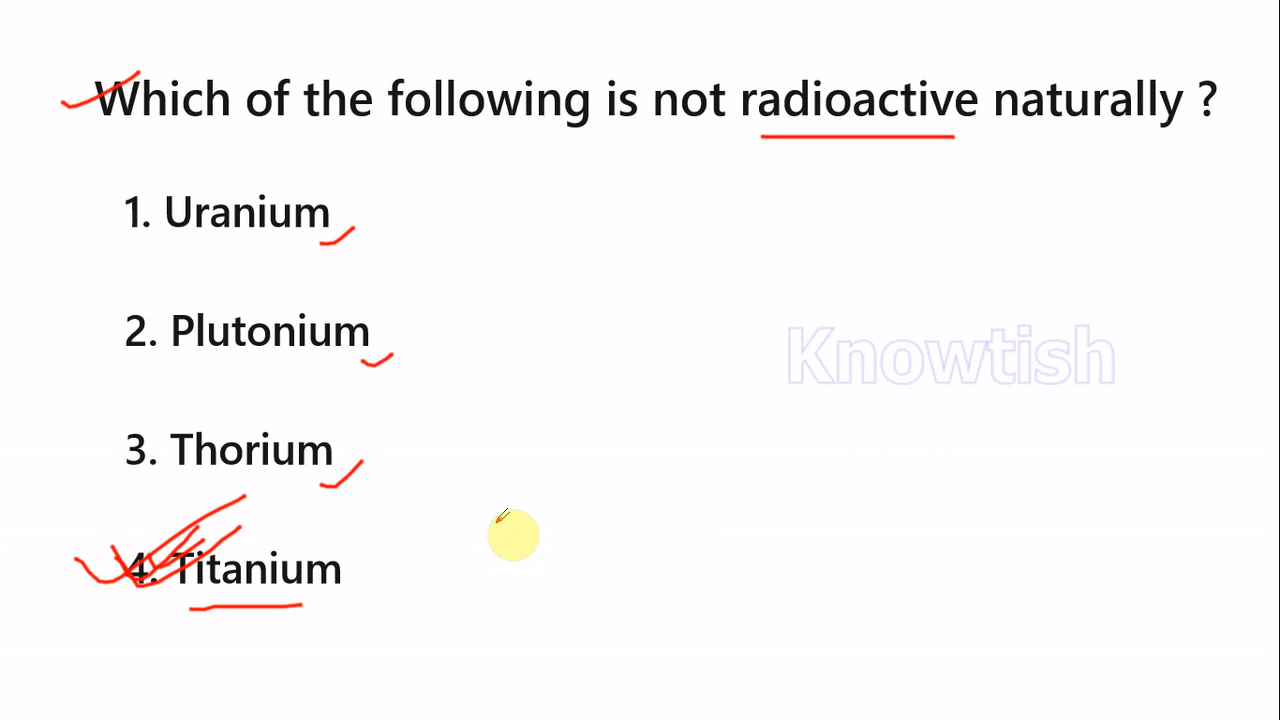 Which of the following is not radioactive naturally ?
1. Uranium
2. Plutonium
Knowtish
3. Thorium
4. Titanium